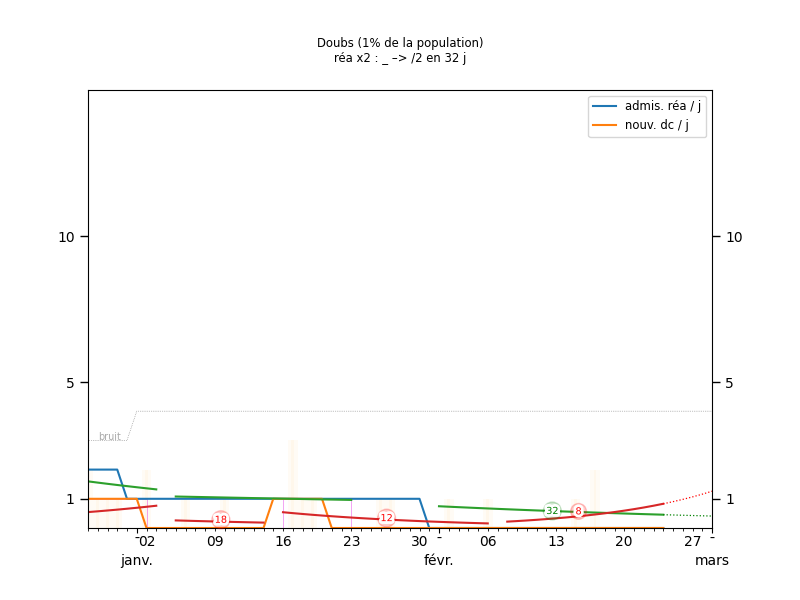 Doubs (1% de la population)
réa x2 : _ –> /2 en 32 j
admis. réa / j
nouv. dc / j
10 10
5 5
bruit
1 1
18 12 32 8
02 09 16 23 30 06 13 20 27
janv. févr. mars